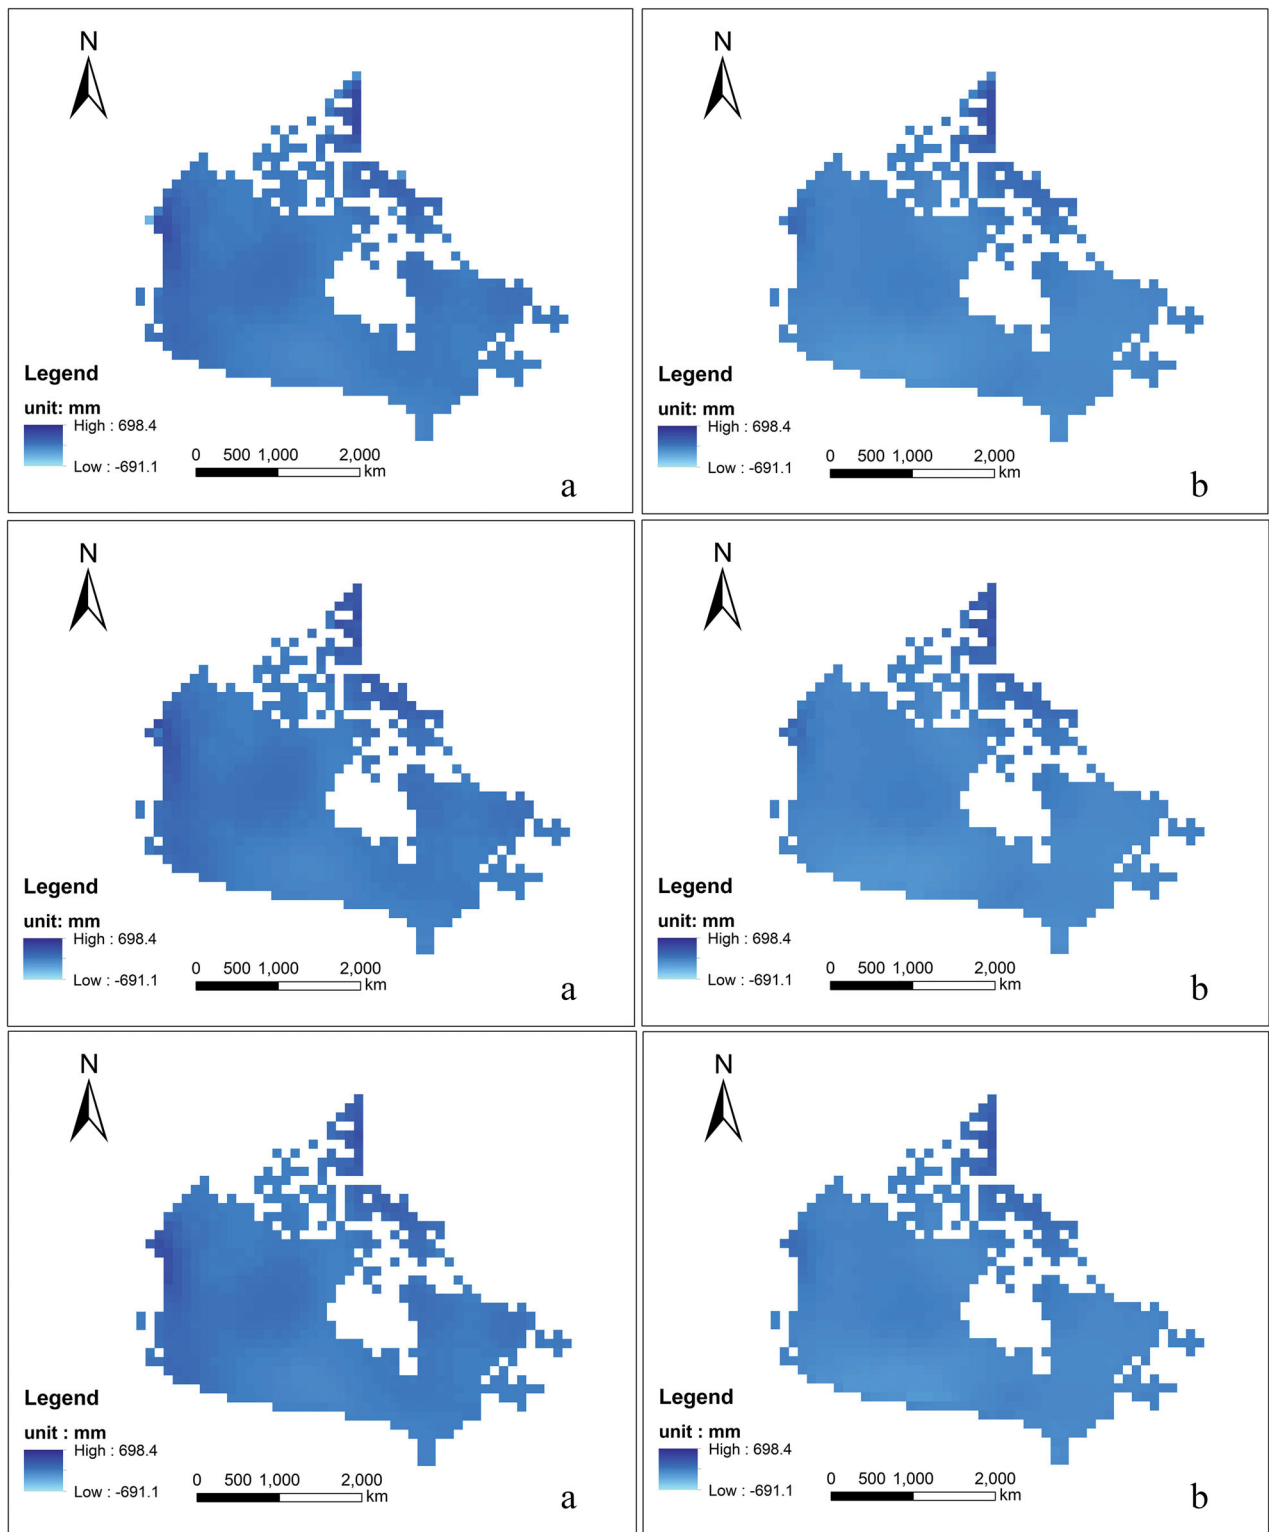 N
Legend
unit: mm
High : 698.4
Low : -691.1
0 500 1,000 2,000
km
a
N
Legend
unit: mm
High : 698.4
Low : -691.1
0 500 1,000 2,000
km
b
N
Legend
unit: mm
High : 698.4
Low : -691.1
0 500 1,000 2,000
km
a
N
Legend
unit: mm
High : 698.4
Low : -691.1
0 500 1,000 2,000
km
b
N
Legend
unit : mm
High : 698.4
Low : -691.1
0 500 1,000 2,000
km
a
N
Legend
unit : mm
High : 698.4
Low : -691.1
0 500 1,000 2,000
km
b